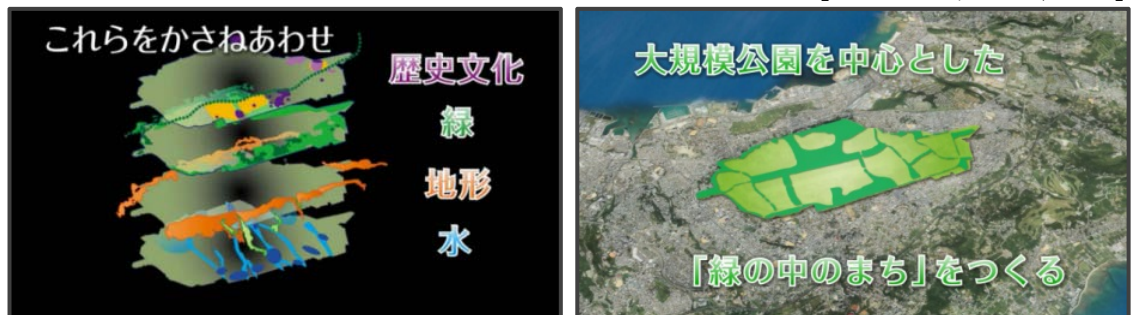 これらをかさねあわせ
歴史文化
緑
地形
水
大規模公園を中心とした
「緑の中のまち」をつくる